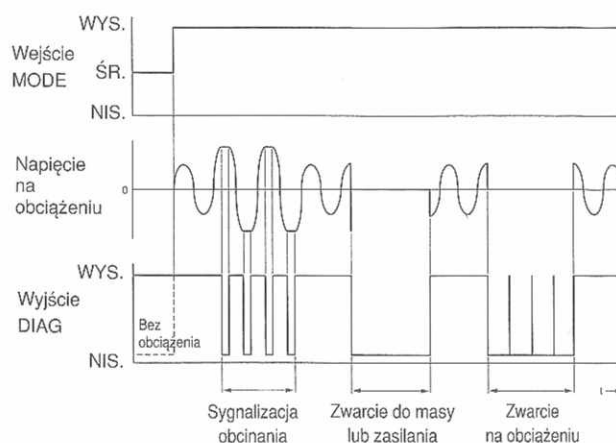 WYS.
Wejście
MODE
ŚR.
NIS.
Napięcie
na
obciążeniu
0
WYS.
Wyjście
DIAG
Bez
obciążenia
NIS.
t
Sygnalizacja
obcinania
Zwarcie do masy
lub zasilania
Zwarcie
na obciążeniu